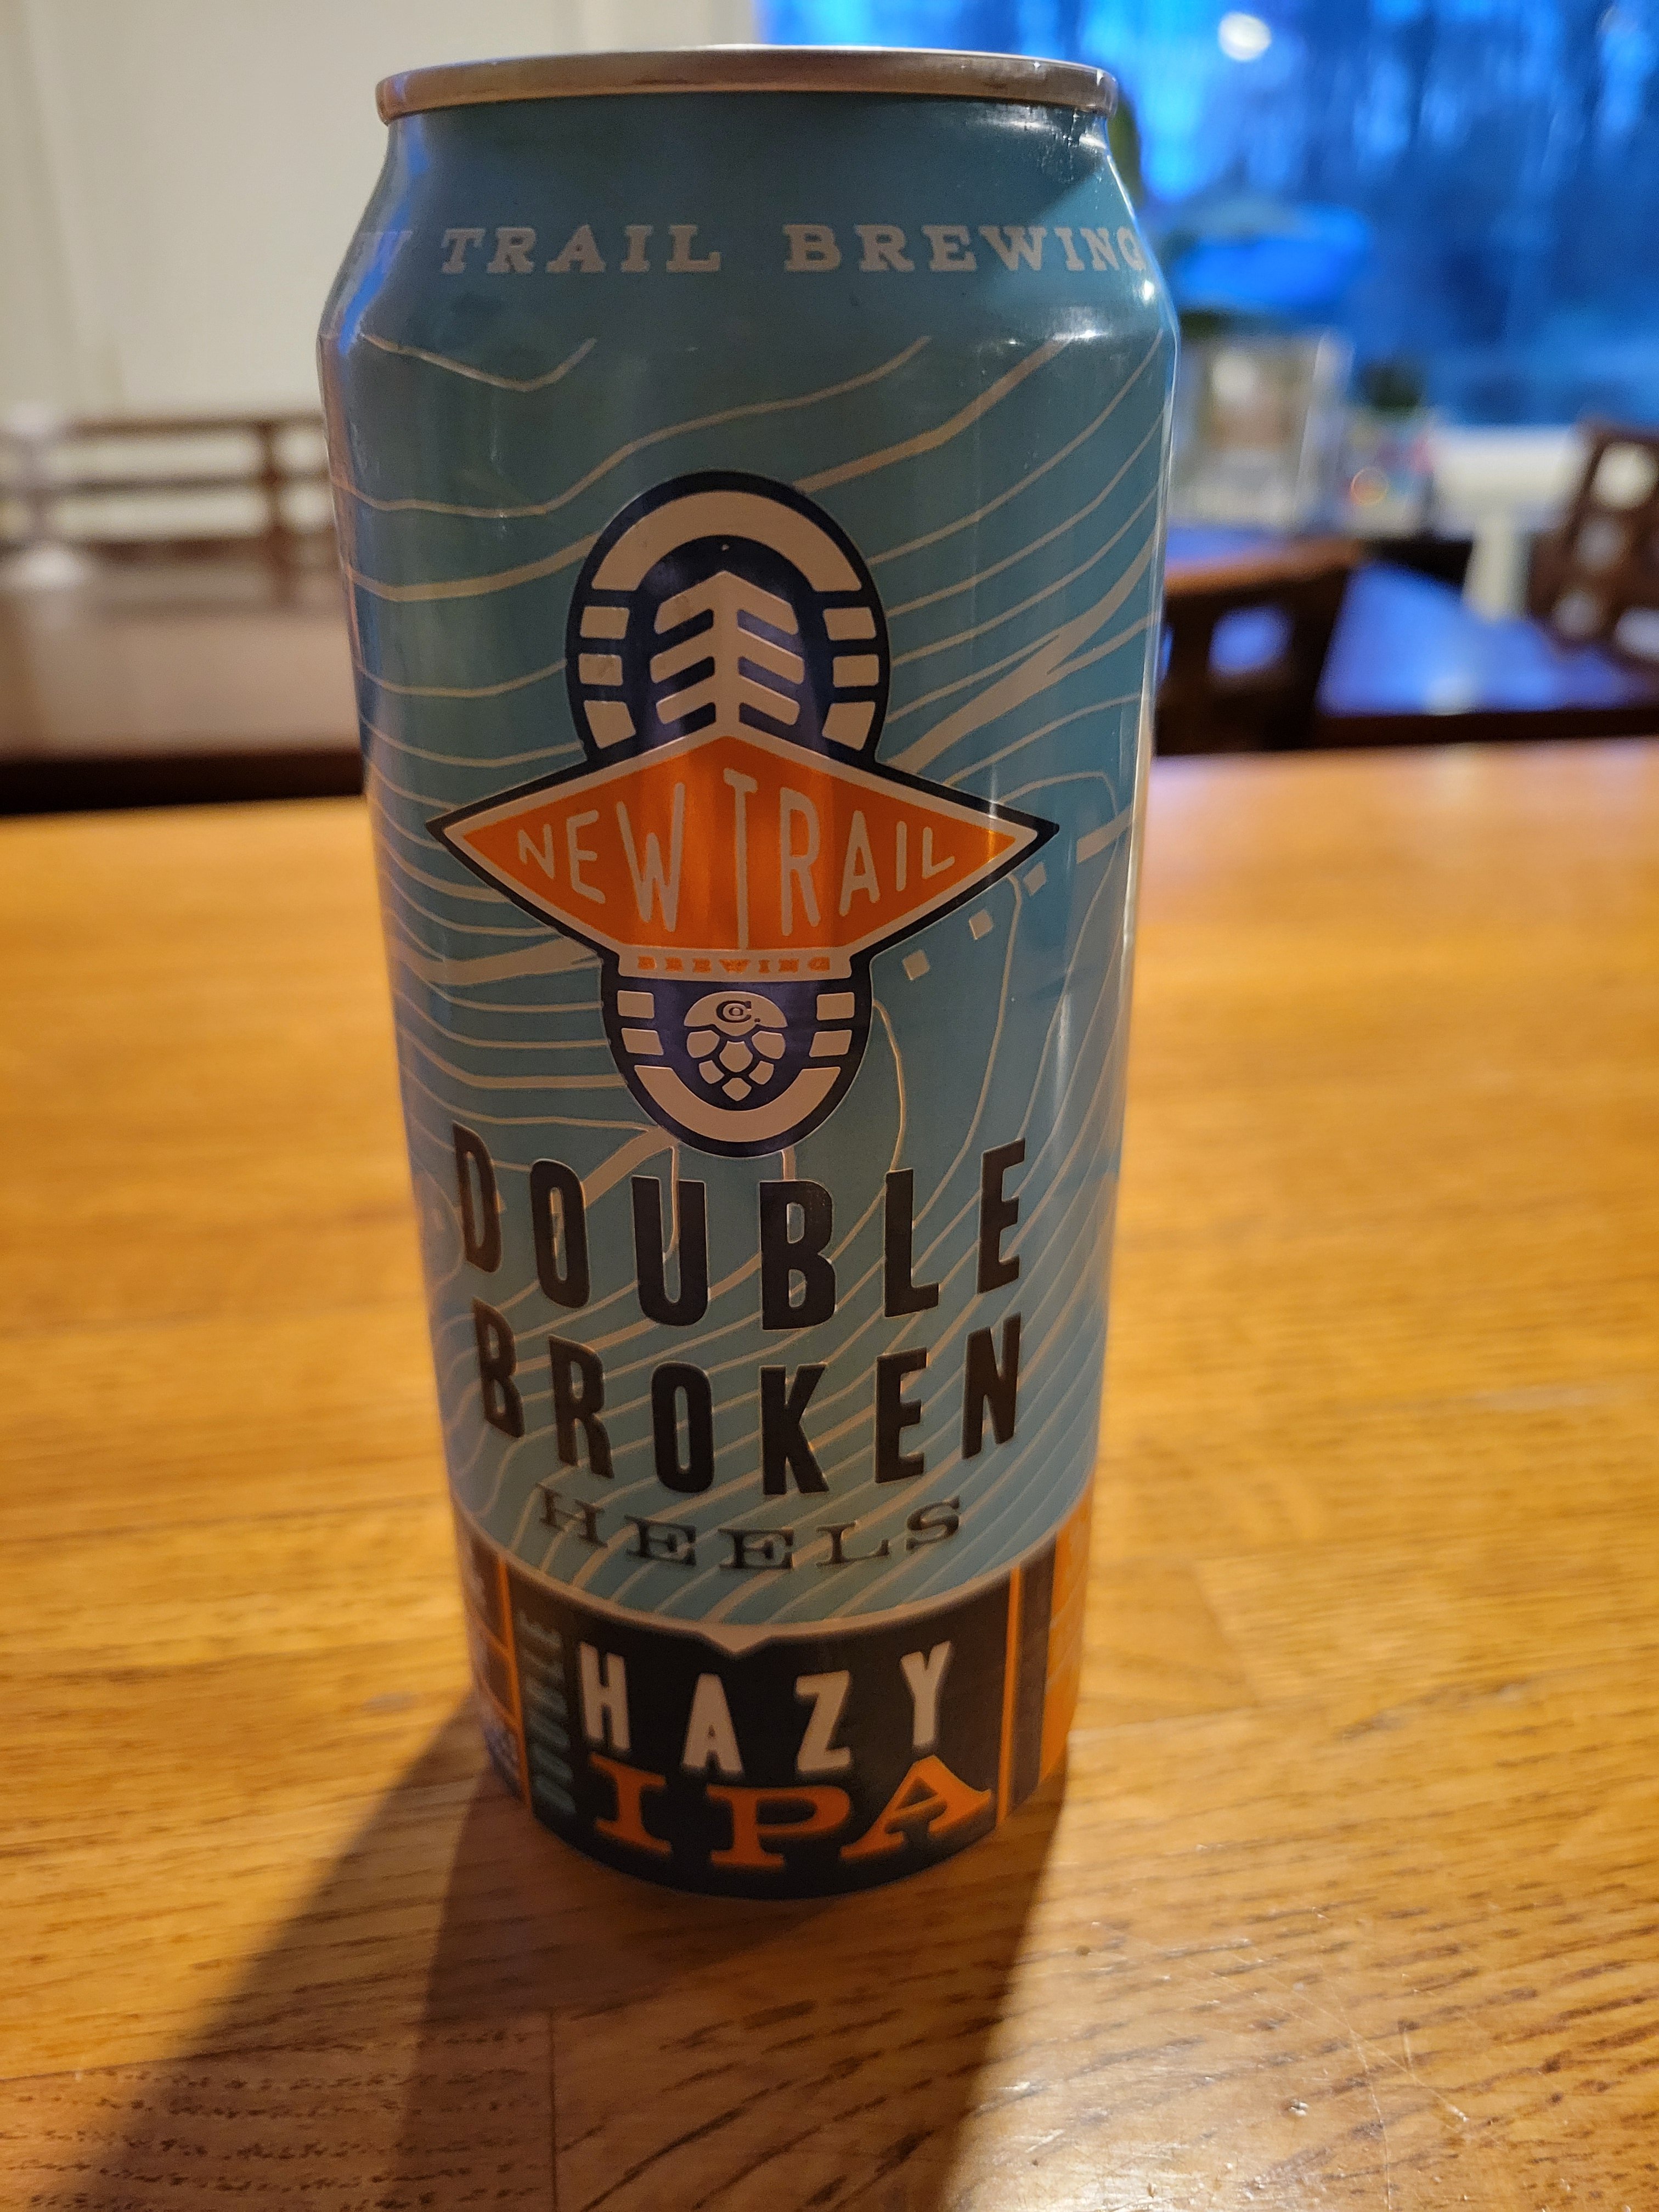 TRAIL BREWING
NEW TRAIL
BREWING
Co.
DOUBLE
BROKEN
HEELS
DOUBLE
HAZY
IPA